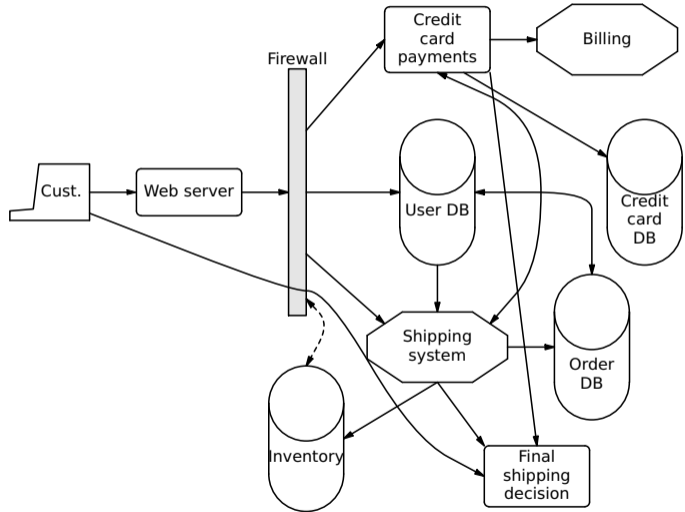 Credit
card
payments
Billing
Firewall
Cust.
Web server
User DB
Credit
card
DB
Shipping
system
Order
DB
Inventory
Final
shipping
decision